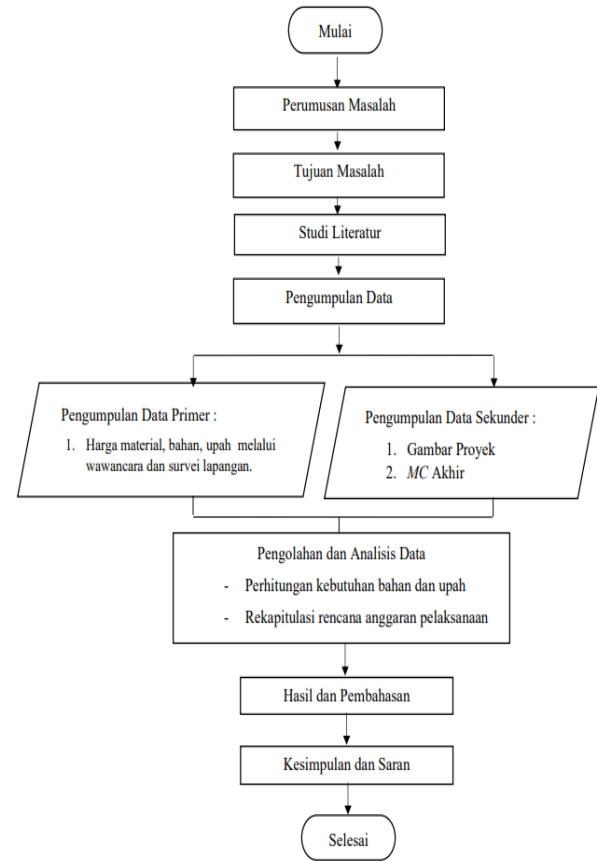 Mulai
Perumusan Masalah
Tujuan Masalah
Studi Literatur
Pengumpulan Data
Pengumpulan Data Primer :
1. Harga material, bahan, upah melalui
wawancara dan survei lapangan.
Pengumpulan Data Sekunder :
1. Gambar Proyek
2. MC Akhir
Pengolahan dan Analisis Data
- Perhitungan kebutuhan bahan dan upah
- Rekapitulasi rencana anggaran pelaksanaan
Hasil dan Pembahasan
Kesimpulan dan Saran
Selesai